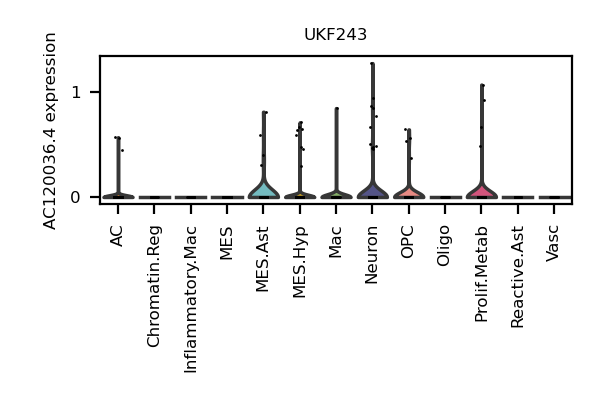 UKF243
AC120036.4 expression
1
0
AC
Chromatin.Reg
Inflammatory.Mac
MES
MES.Ast
MES.Hyp
Mac
Neuron
OPC
Oligo
Prolif.Metab
Reactive.Ast
Vasc